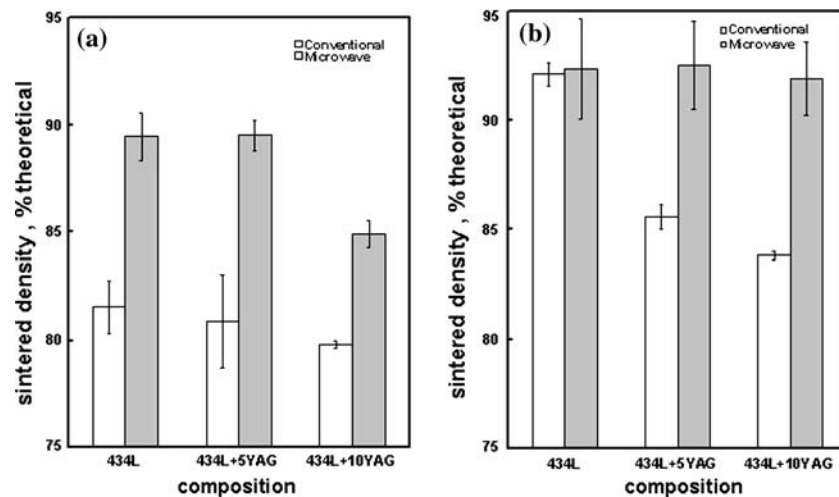 (a)
Conventional
Microwave
95
90
85
80
75
sintered density , % theoretical
434L 434L+5YAG 434L+10YAG
composition
(b)
Conventional
Microwave
95
90
85
80
75
sintered density , % theoretical
434L 434L+5YAG 434L+10YAG
composition